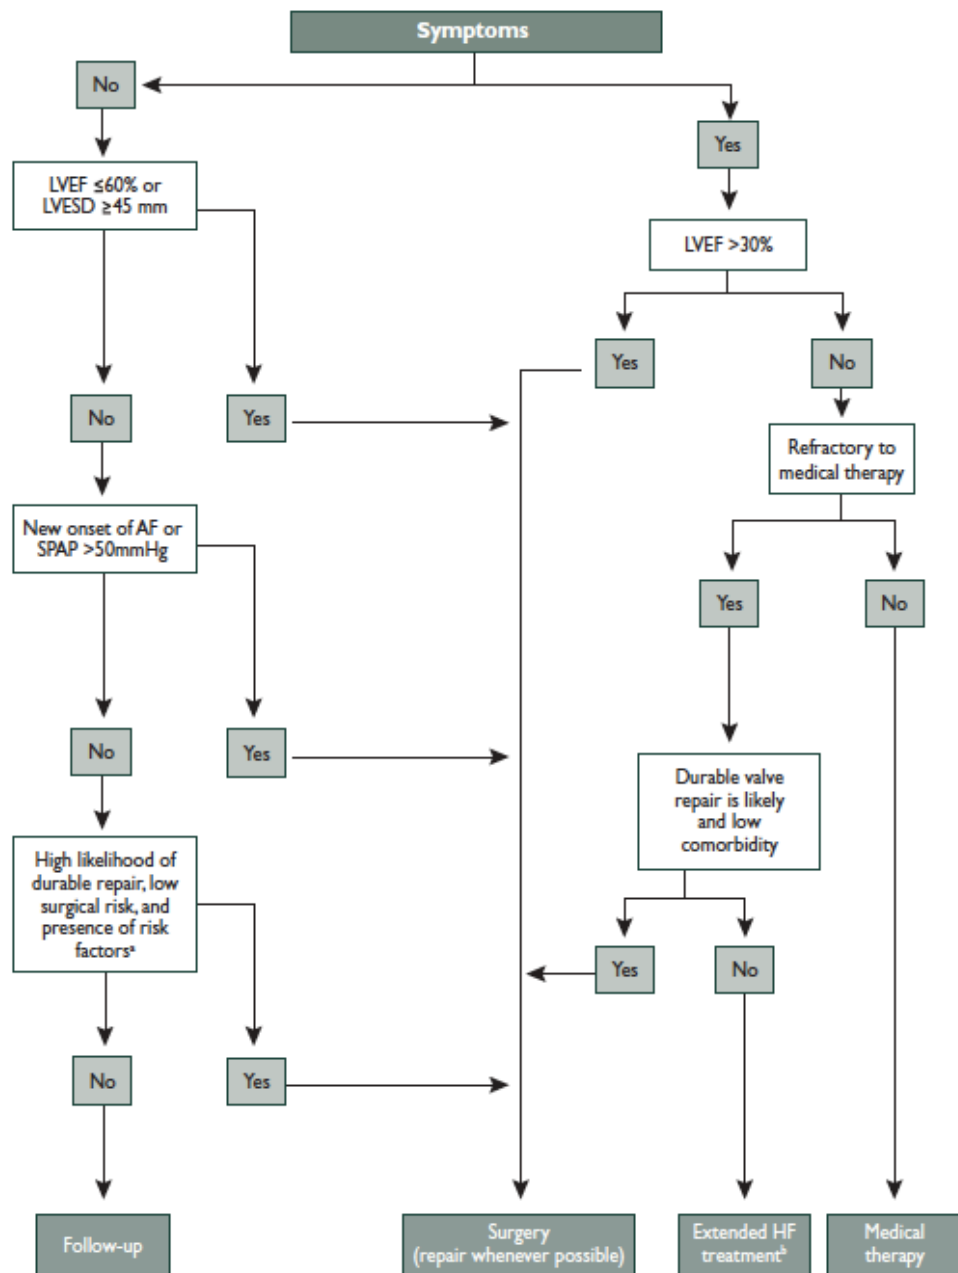 Symptoms
No
Yes
LVEF ≤60% or
LVESD ≥45 mm
LVEF >30%
Yes
No
No
Yes
Refractory to
medical therapy
New onset of AF or
SPAP >50mmHg
Yes
No
No
Yes
Durable valve
repair is likely
and low
comorbidity
High likelihood of
durable repair, low
surgical risk, and
presence of risk
factorsᵃ
Yes
No
No
Yes
Follow-up
Surgery
(repair whenever possible)
Extended HF
treatmentᵇ
Medical
therapy